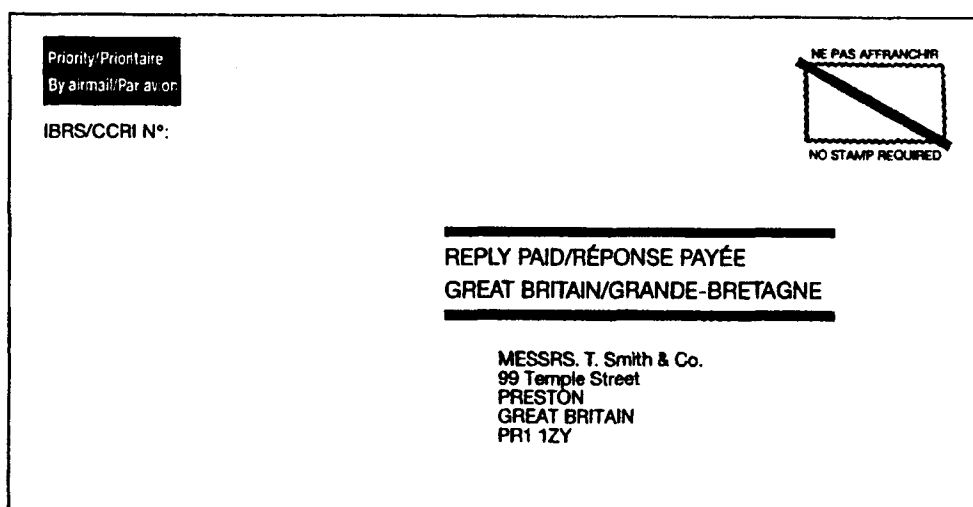 Priority/Prioritaire
By airmail/Par avion
IBRS/CCRI N°:
NE PAS AFFRANCHIR
NO STAMP REQUIRED
REPLY PAID/RÉPONSE PAYÉE
GREAT BRITAIN/GRANDE-BRETAGNE
MESSRS. T. Smith & Co.
99 Temple Street
PRESTON
GREAT BRITAIN
PR1 1ZY